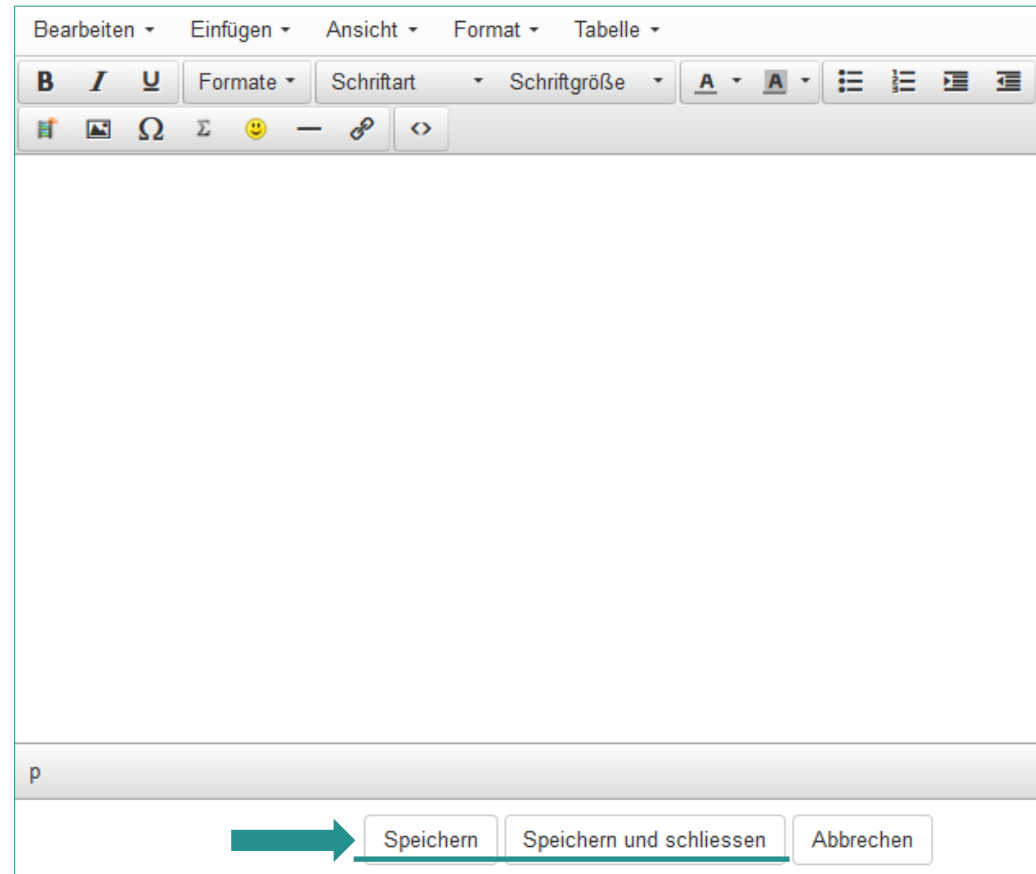 Bearbeiten Einfügen Ansicht Format Tabelle
B I U Formate Schriftart Schriftgröße A A
Ω Σ <>
p
Speichern Speichern und schliessen Abbrechen